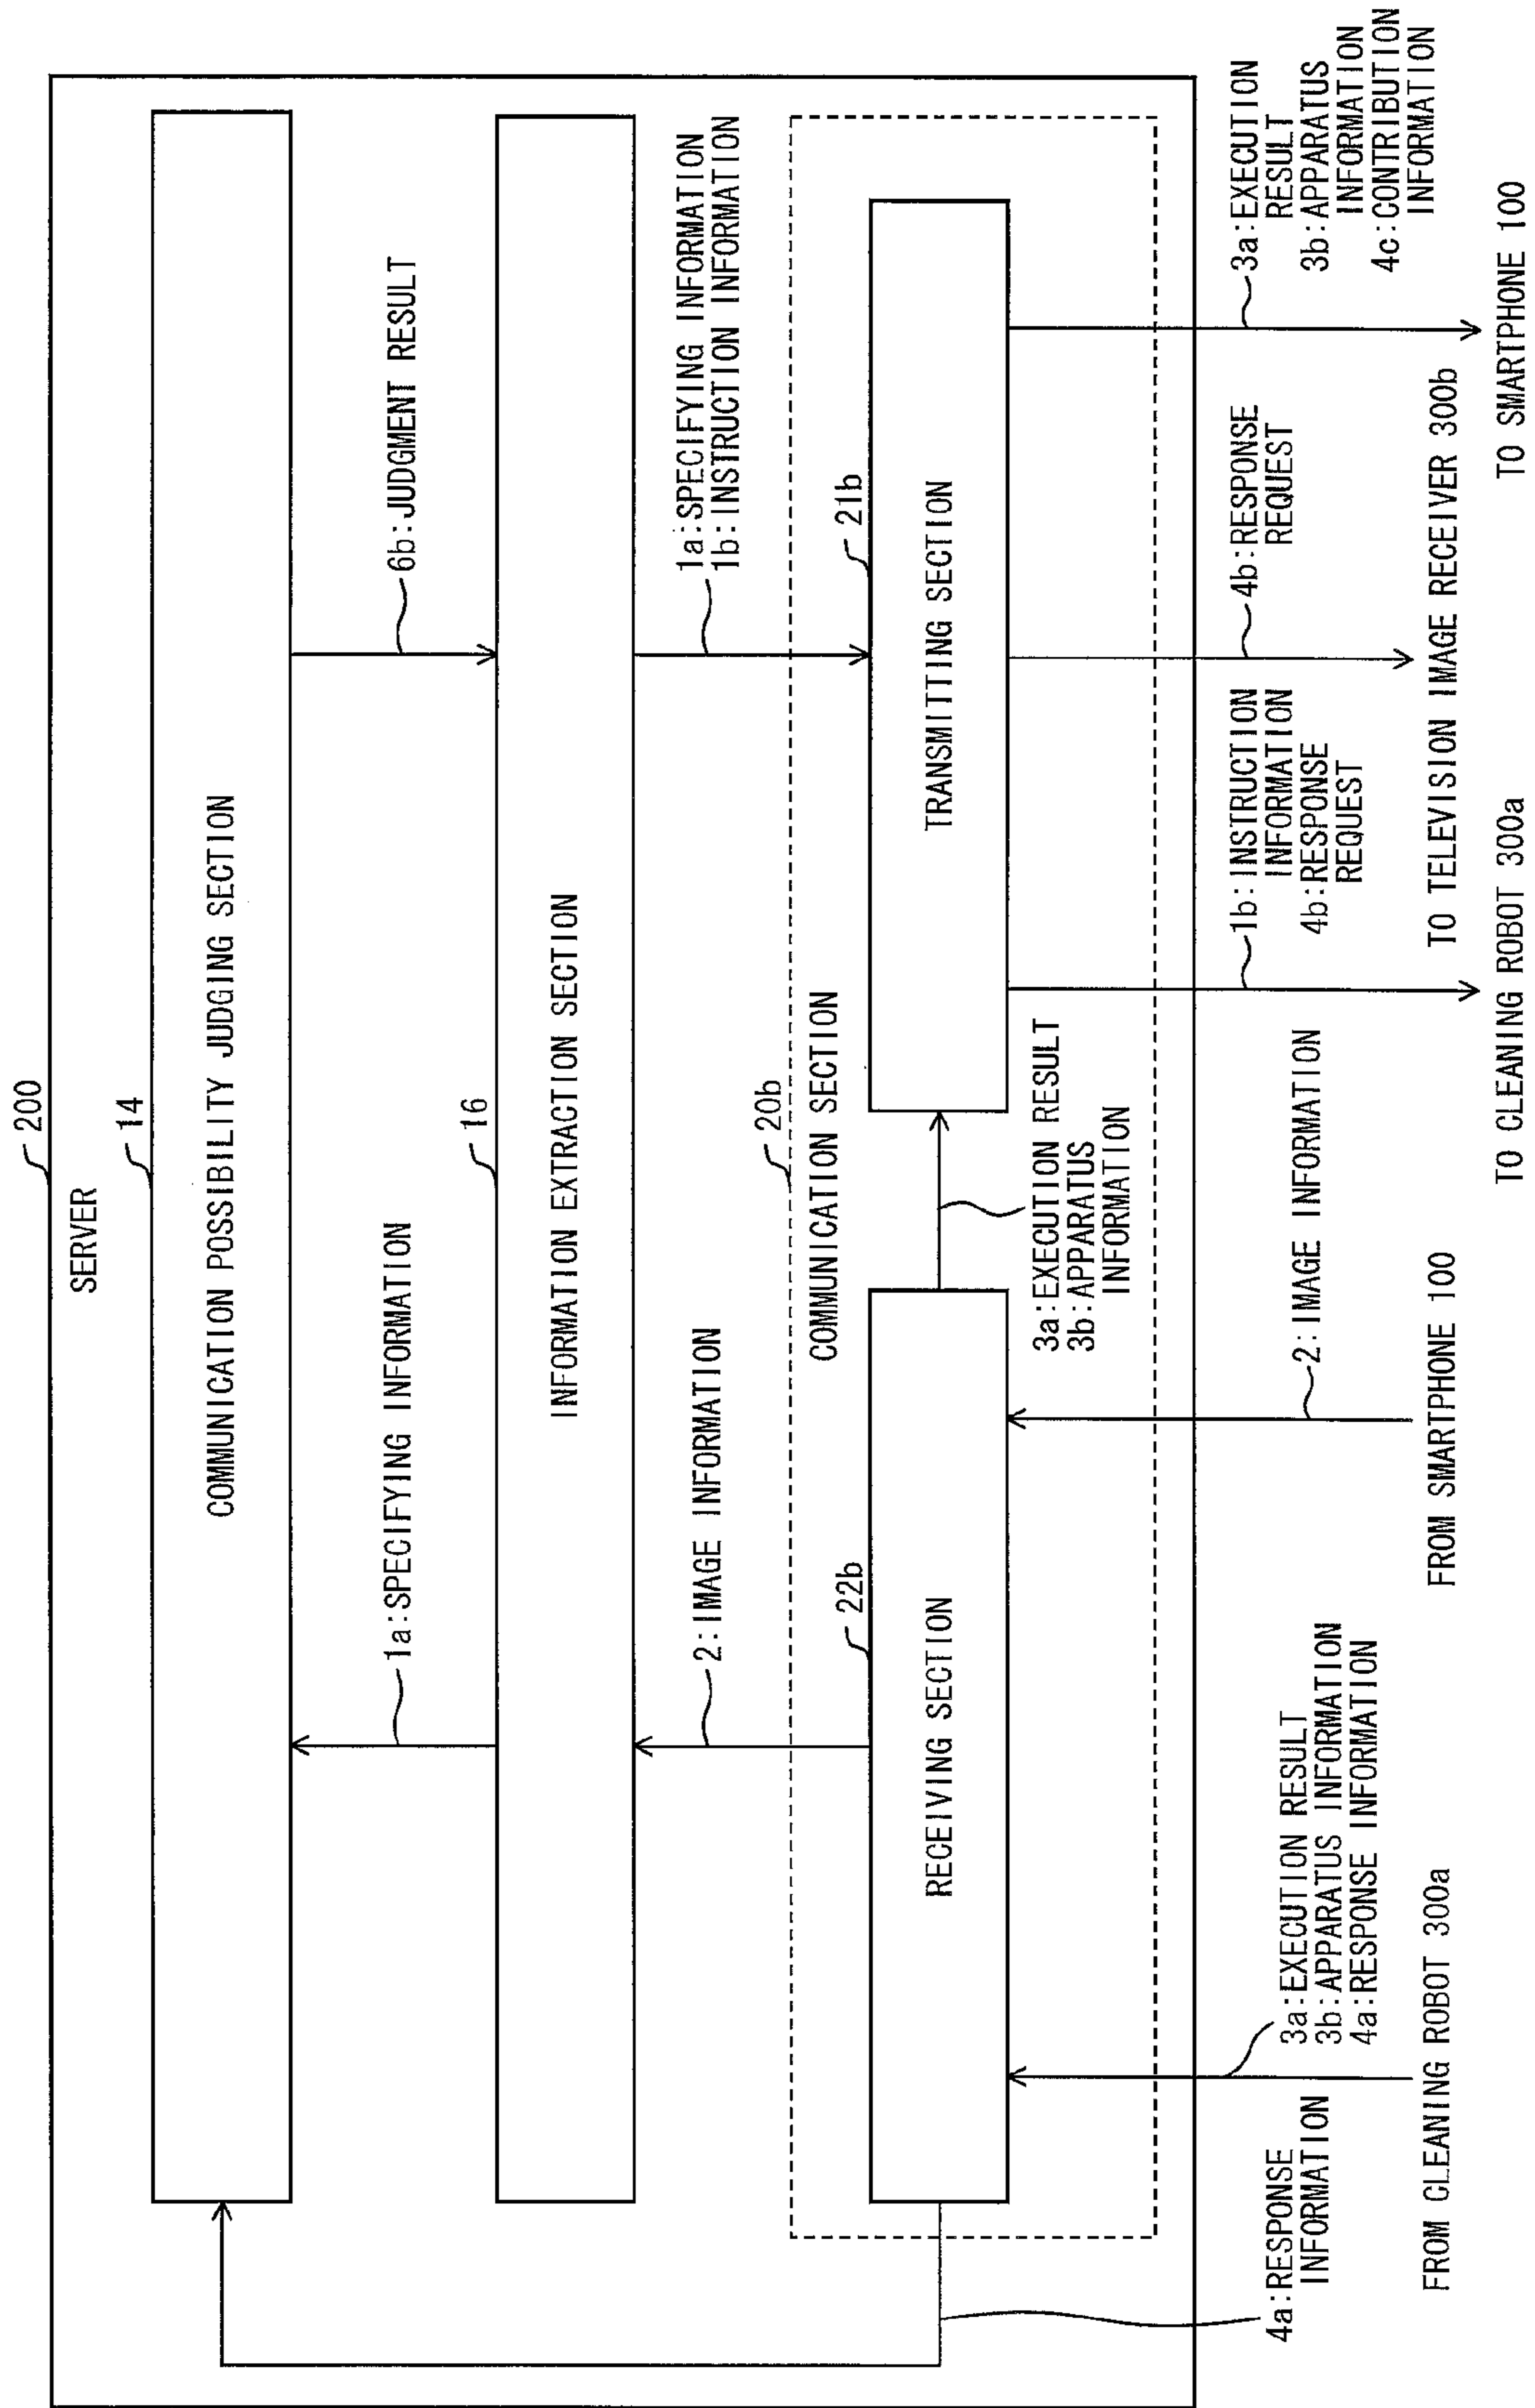 200
SERVER
14
COMMUNICATION POSSIBILITY JUDGING SECTION
1a:SPECIFYING INFORMATION
6b:JUDGMENT RESULT
16
INFORMATION EXTRACTION SECTION
2:IMAGE INFORMATION
1a:SPECIFYING INFORMATION
1b:INSTRUCTION INFORMATION
20b
COMMUNICATION SECTION
22b
RECEIVING SECTION
21b
TRANSMITTING SECTION
3a:EXECUTION RESULT
3b:APPARATUS
INFORMATION
4a:RESPONSE
INFORMATION
3a:EXECUTION RESULT
3b:APPARATUS INFORMATION
4a:RESPONSE INFORMATION
FROM CLEANING ROBOT 300a
2:IMAGE INFORMATION
FROM SMARTPHONE 100
1b:INSTRUCTION
INFORMATION
4b:RESPONSE
REQUEST
TO CLEANING ROBOT 300a
4b:RESPONSE
REQUEST
TO TELEVISION IMAGE RECEIVER 300b
3a:EXECUTION
RESULT
3b:APPARATUS
INFORMATION
4c:CONTRIBUTION
INFORMATION
TO SMARTPHONE 100